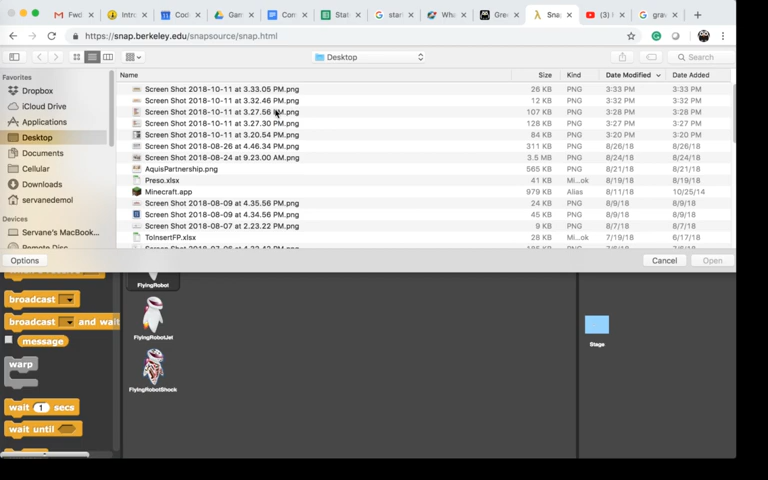 Fwd
Intro
Cod
Gam
Con
Stat
start
Wha
Gree
Sna
(3)
grav
https://snap.berkeley.edu/snapsource/snap.html
Desktop
Search
Favorites
Name Size Kind Date Modified Date Added
Dropbox
iCloud Drive
Applications
Desktop
Documents
Cellular
Downloads
servanedemol
Devices
Servane's MacBook...
Remote Disc
Screen Shot 2018-10-11 at 3.33.05 PM.png 26 KB PNG 3:33 PM 3:33 PM
Screen Shot 2018-10-11 at 3.32.46 PM.png 12 KB PNG 3:32 PM 3:32 PM
Screen Shot 2018-10-11 at 3.27.56 PM.png 107 KB PNG 3:28 PM 3:28 PM
Screen Shot 2018-10-11 at 3.27.30 PM.png 128 KB PNG 3:27 PM 3:27 PM
Screen Shot 2018-10-11 at 3.20.54 PM.png 84 KB PNG 3:20 PM 3:20 PM
Screen Shot 2018-08-26 at 4.46.34 PM.png 311 KB PNG 8/26/18 8/26/18
Screen Shot 2018-08-24 at 9.23.00 AM.png 3.5 MB PNG 8/24/18 8/24/18
AquisPartnership.png 565 KB PNG 8/21/18 8/21/18
Preso.xlsx 41 KB Mi...ok 8/19/18 8/19/18
Minecraft.app 979 KB Alias 8/11/18 10/25/14
Screen Shot 2018-08-09 at 4.35.56 PM.png 24 KB PNG 8/9/18 8/9/18
Screen Shot 2018-08-09 at 4.34.56 PM.png 45 KB PNG 8/9/18 8/9/18
Screen Shot 2018-08-07 at 2.23.22 PM.png 9 KB PNG 8/7/18 8/7/18
ToInsertFP.xlsx 28 KB Mi...ok 7/19/18 6/17/18
Options
Cancel
Open
broadcast
broadcast and wait
message
warp
wait 1 secs
wait until
FlyingRobot
FlyingRobotJet
FlyingRobotShock
Stage